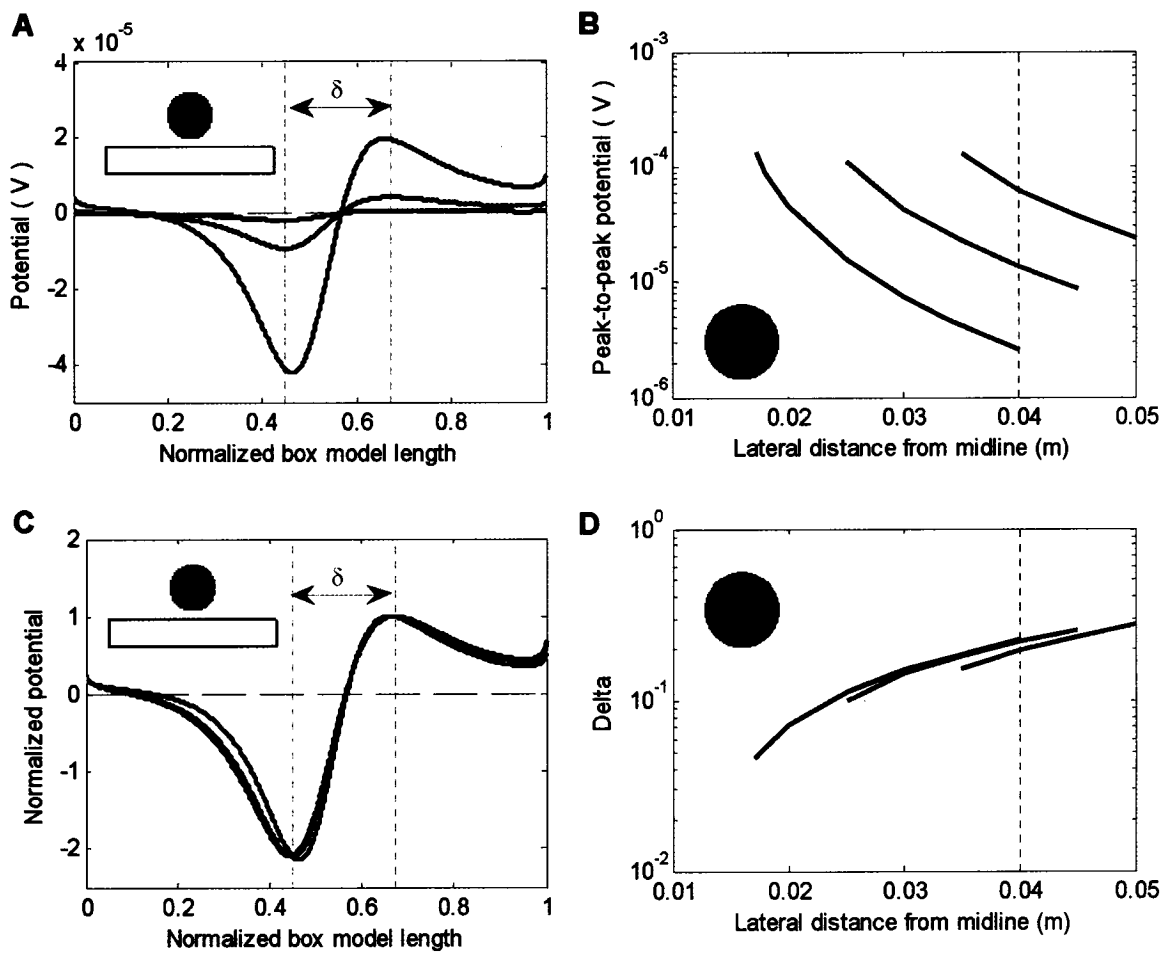 A
x 10-5
4
2
0
-2
-4
δ
Potential ( V )
0
0.2
0.4
0.6
0.8
1
Normalized box model length
B
10-3
10-4
10-5
10-6
Peak-to-peak potential ( V )
0.01
0.02
0.03
0.04
0.05
Lateral distance from midline (m)
C
2
1
0
-1
-2
δ
Normalized potential
0
0.2
0.4
0.6
0.8
1
Normalized box model length
D
100
10-1
10-2
Delta
0.01
0.02
0.03
0.04
0.05
Lateral distance from midline (m)